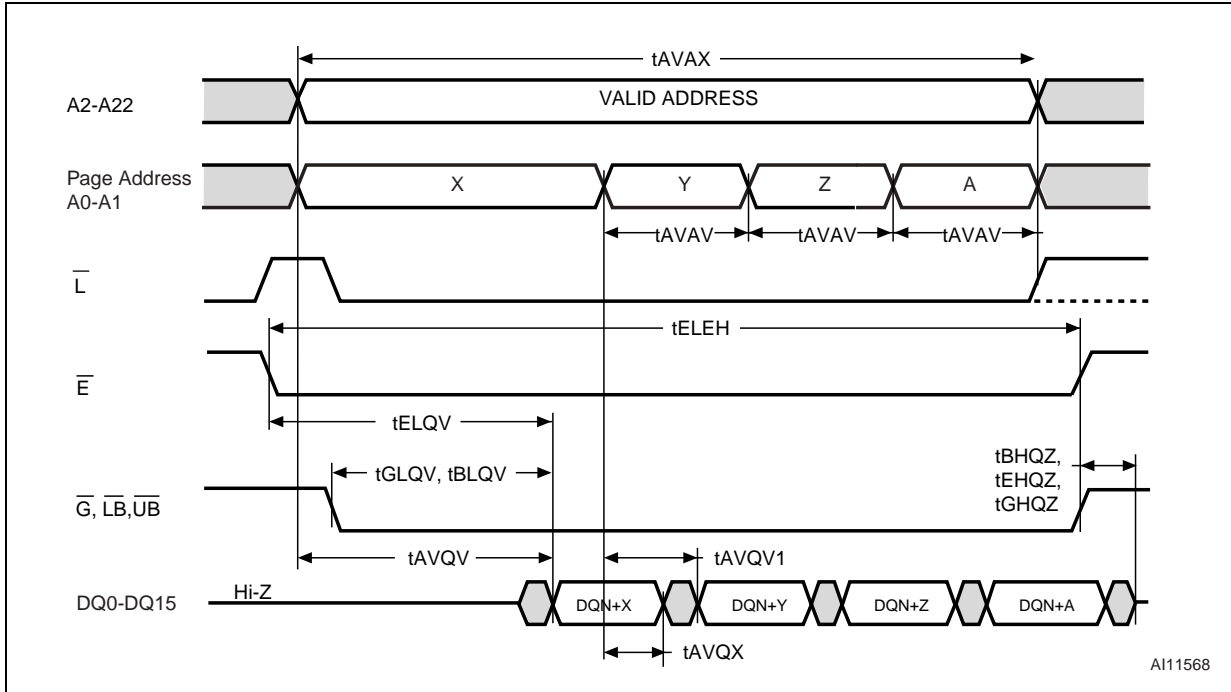 tAVAX
A2-A22
VALID ADDRESS
Page Address
A0-A1
X
Y
Z
A
tAVAV
tAVAV
tAVAV
L
tELEH
E
tELQV
tGLQV, tBLQV
tBHQZ,
tEHQZ,
tGHQZ
G, LB,UB
tAVQV
tAVQV1
DQ0-DQ15
Hi-Z
DQN+X
DQN+Y
DQN+Z
DQN+A
tAVQX
AI11568